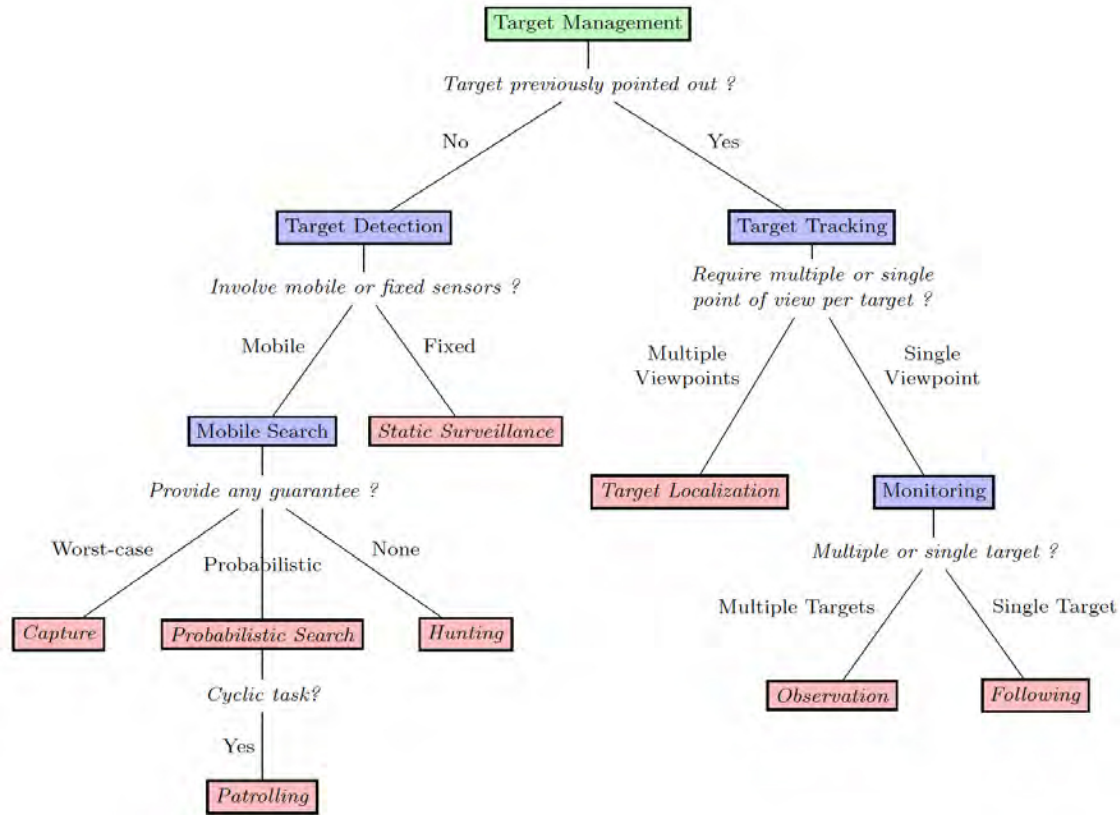 Target Management
Target previously pointed out ?
No
Yes
Target Detection
Target Tracking
Involve mobile or fixed sensors ?
Require multiple or single
point of view per target ?
Mobile
Fixed
Multiple
Viewpoints
Single
Viewpoint
Mobile Search
Static Surveillance
Target Localization
Monitoring
Provide any guarantee ?
Multiple or single target ?
Worst-case
Probabilistic
None
Multiple Targets
Single Target
Capture
Probabilistic Search
Hunting
Observation
Following
Cyclic task?
Yes
Patrolling